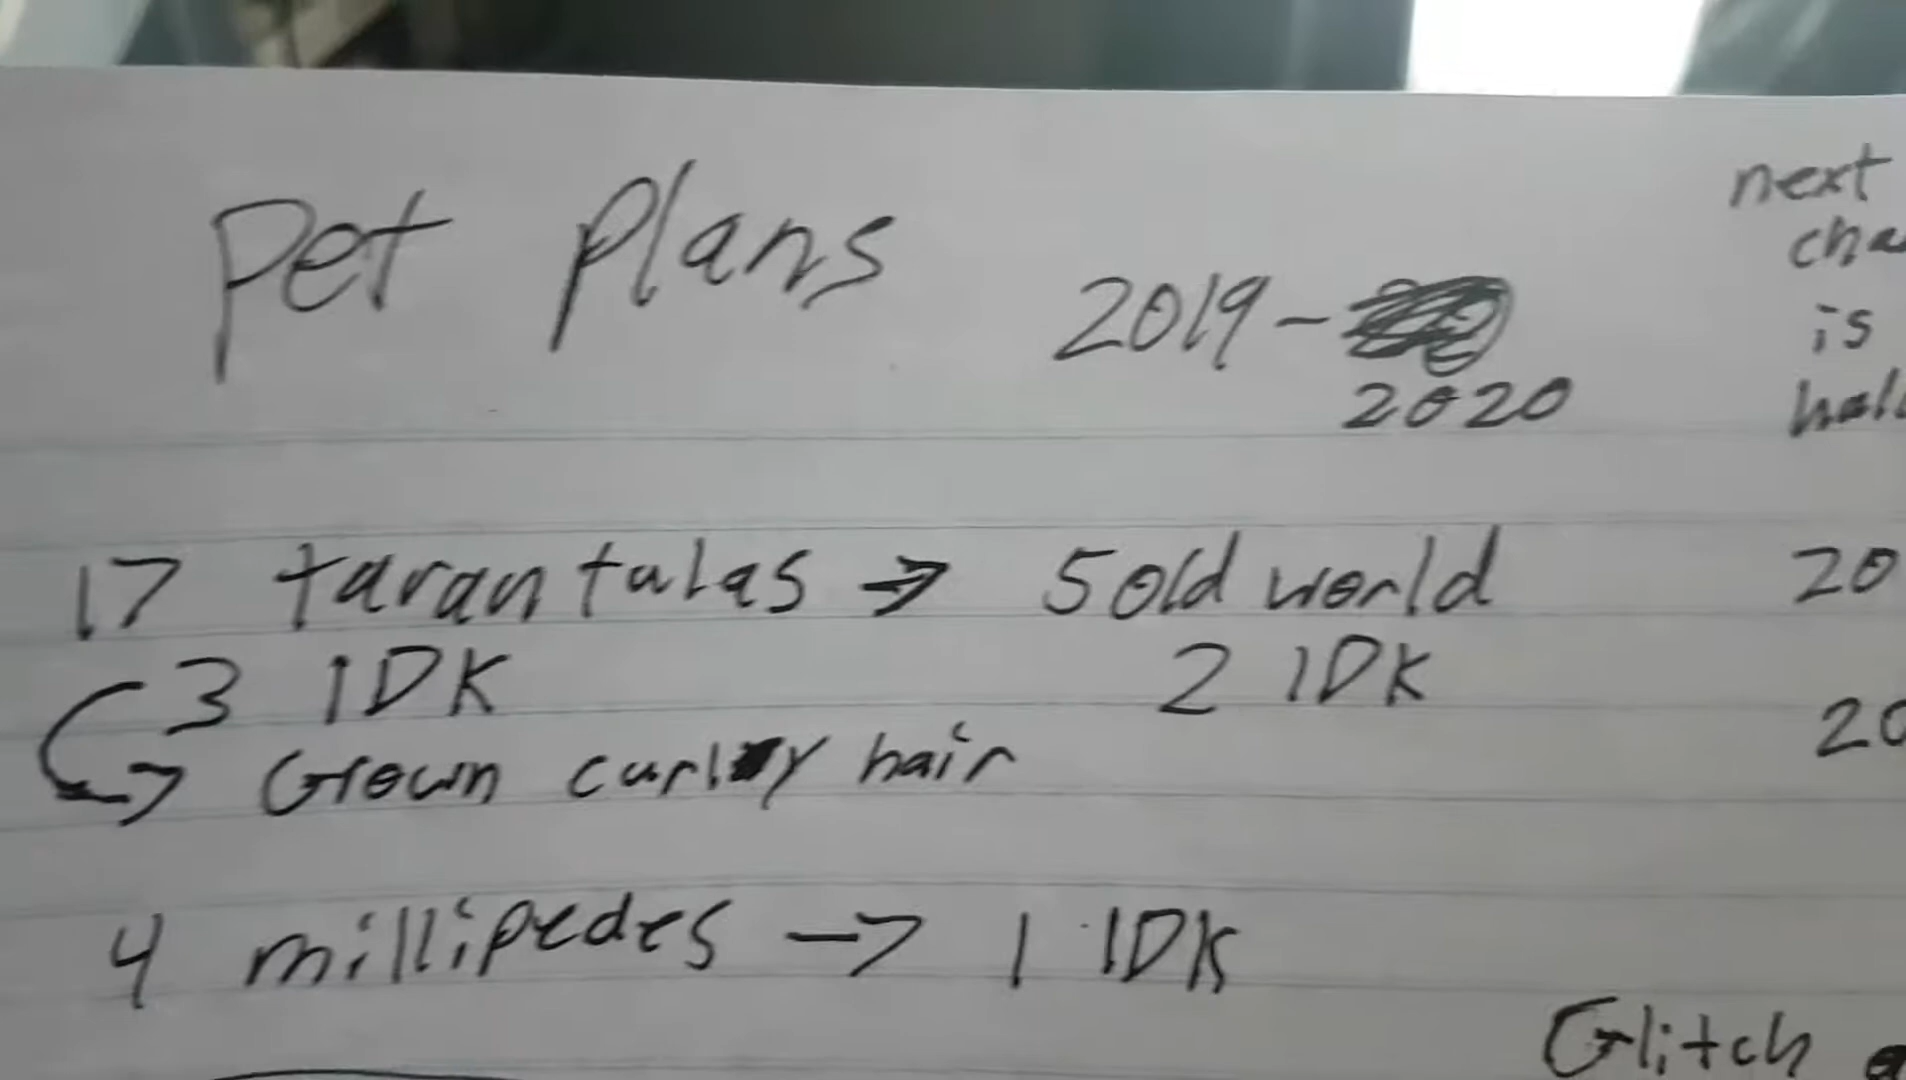 Pet Plans 2019-
2020
next
is
17 tarantulas → 5 old world
3 IDK 2 IDK
→ Grown curly hair
4 millipedes → 1 IDK
20
20
Glitch